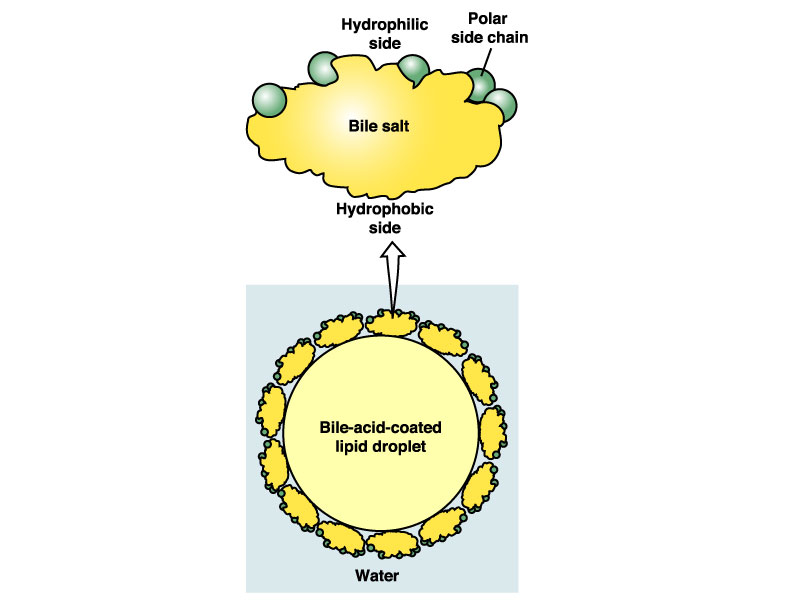 Hydrophilic
side
Polar
side chain
Bile salt
Hydrophobic
side
Bile-acid-coated
lipid droplet
Water